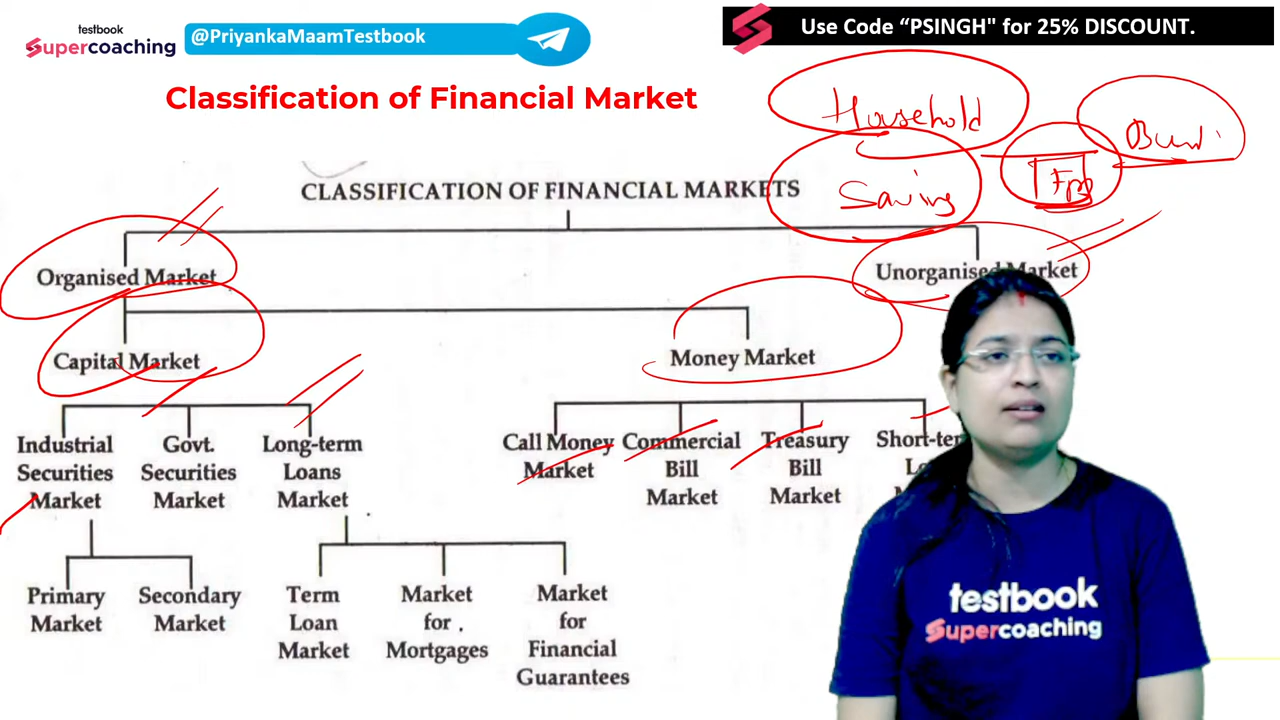 testbook
Supercoaching
@PriyankaMaamTestbook
Use Code “PSINGH" for 25% DISCOUNT.
Classification of Financial Market
Household
Saving
CLASSIFICATION OF FINANCIAL MARKETS
Organised Market
Unorganised Market
Capital Market
Money Market
Industrial
Securities
Market
Govt.
Securities
Market
Long-term
Loans
Market
Call Money
Market
Commercial
Bill
Market
Treasury
Bill
Market
Primary
Market
Secondary
Market
Term
Loan
Market
Market
for
Mortgages
Market
for
Financial
Guarantees
testbook
Supercoaching